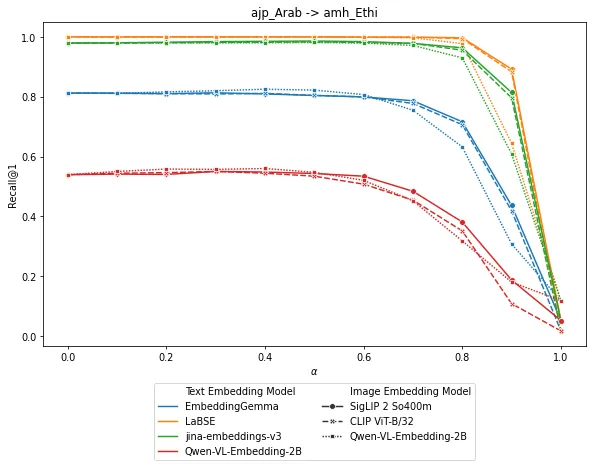 ajp_Arab -> amh_Ethi
Recall@1
1.0
0.8
0.6
0.4
0.2
0.0
0.0 0.2 0.4 0.6 0.8 1.0
α
Text Embedding Model
EmbeddingGemma
LaBSE
jina-embeddings-v3
Qwen-VL-Embedding-2B
Image Embedding Model
SigLIP 2 So400m
CLIP ViT-B/32
Qwen-VL-Embedding-2B